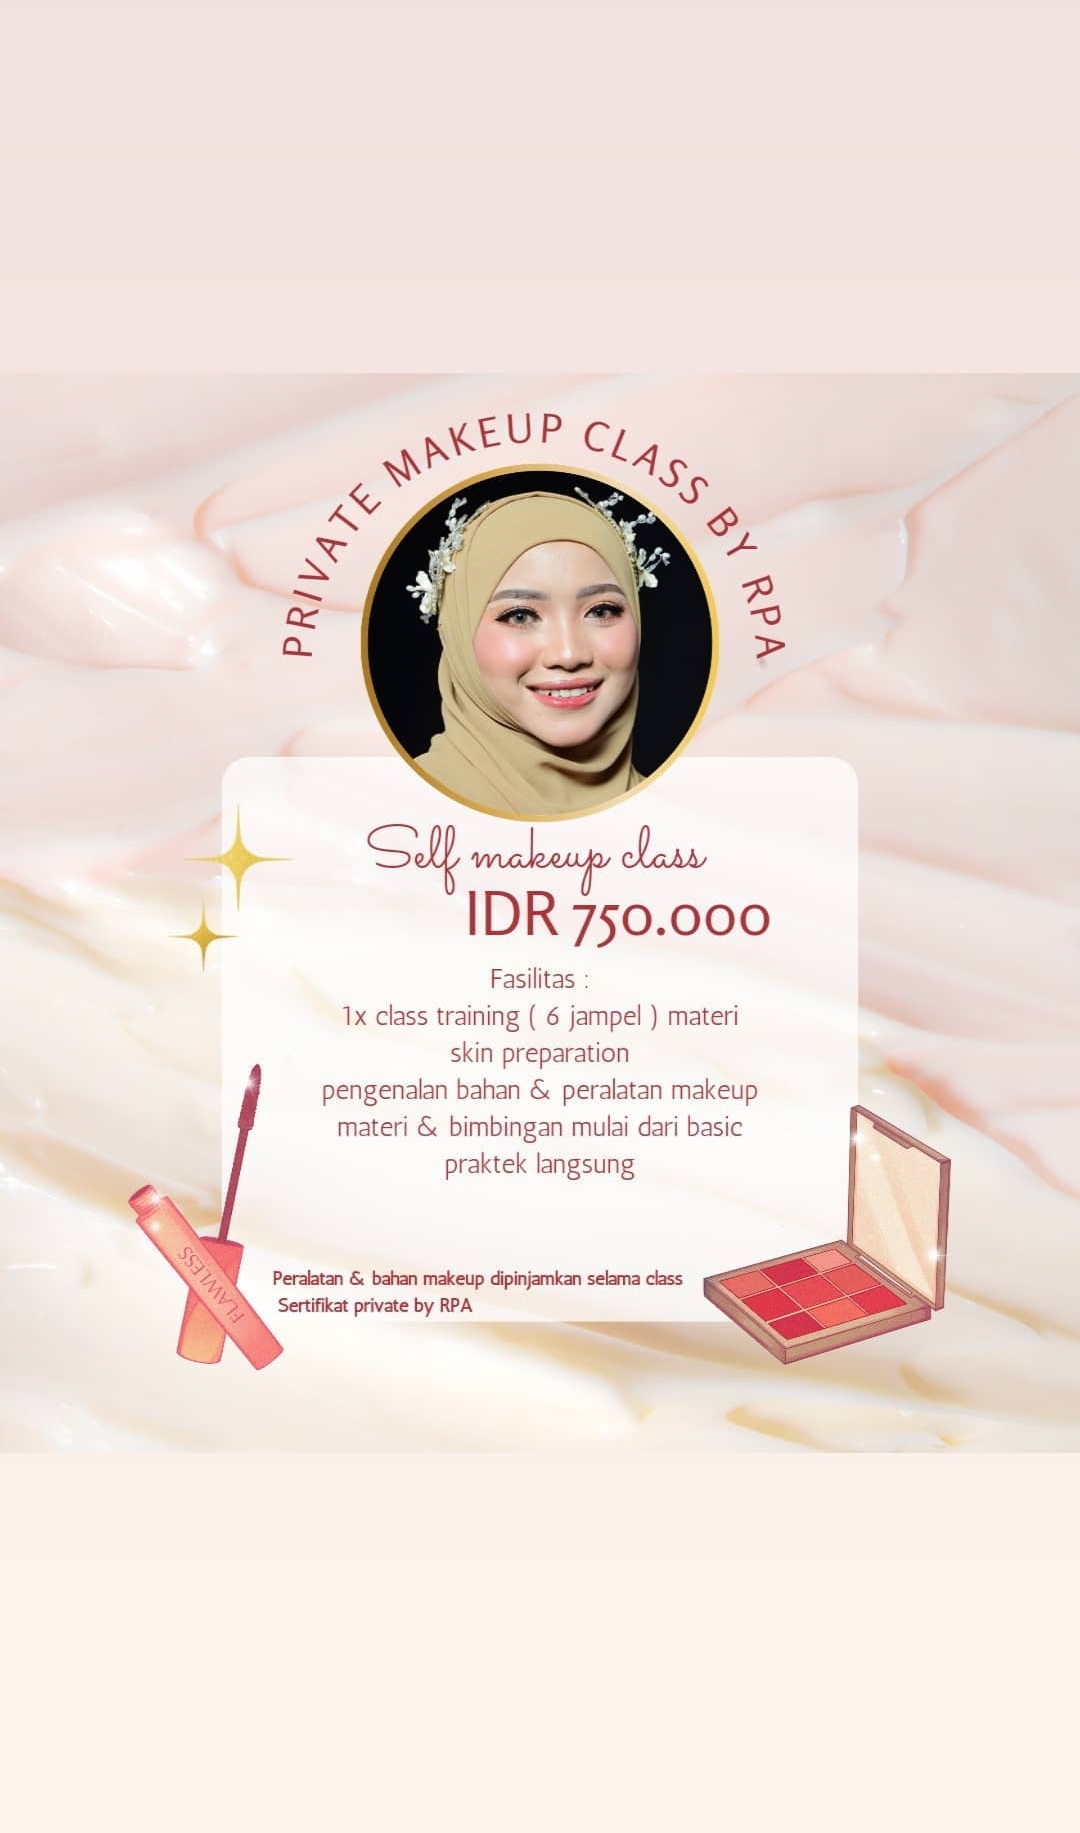 PRIVATE MAKEUP CLASS BY RPA
Self makeup class
IDR 750.000
Fasilitas :
1x class training ( 6 jampel ) materi
skin preparation
pengenalan bahan & peralatan makeup
materi & bimbingan mulai dari basic
praktek langsung
FLAWLESS
Peralatan & bahan makeup dipinjamkan selama class
Sertifikat private by RPA